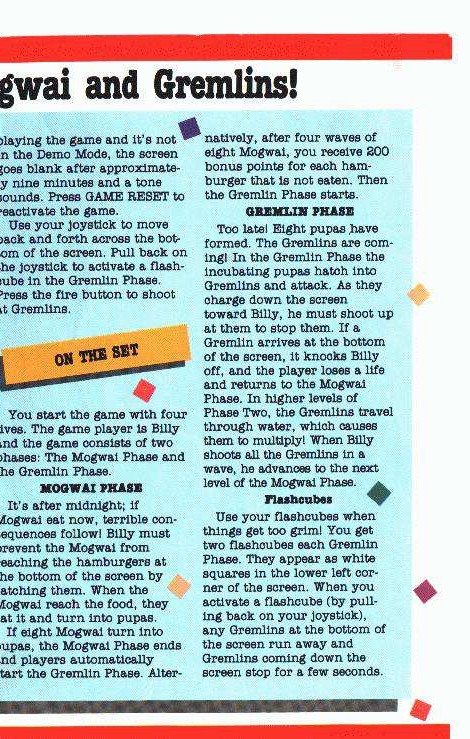 gwai and Gremlins!
playing the game and it's not
in the Demo Mode, the screen
goes blank after approximate-
y nine minutes and a tone
sounds. Press GAME RESET to
reactivate the game.
Use your joystick to move
back and forth across the bot-
tom of the screen. Pull back on
the joystick to activate a flash-
cube in the Gremlin Phase.
Press the fire button to shoot
at Gremlins.
ON THE SET
You start the game with four
lives. The game player is Billy
and the game consists of two
phases: The Mogwai Phase and
the Gremlin Phase.
MOGWAI PHASE
It's after midnight; if
Mogwai eat now, terrible con-
sequences follow! Billy must
prevent the Mogwai from
reaching the hamburgers at
the bottom of the screen by
catching them. When the
Mogwai reach the food, they
eat it and turn into pupas.
If eight Mogwai turn into
pupas, the Mogwai Phase ends
and players automatically
start the Gremlin Phase. Alter-
natively, after four waves of
eight Mogwai, you receive 200
bonus points for each ham-
burger that is not eaten. Then
the Gremlin Phase starts.
GREMLIN PHASE
Too late! Eight pupas have
formed. The Gremlins are com-
ing! In the Gremlin Phase the
incubating pupas hatch into
Gremlins and attack. As they
charge down the screen
toward Billy, he must shoot up
at them to stop them. If a
Gremlin arrives at the bottom
of the screen, it knocks Billy
off, and the player loses a life
and returns to the Mogwai
Phase. In higher levels of
Phase Two, the Gremlins travel
through water, which causes
them to multiply! When Billy
shoots all the Gremlins in a
wave, he advances to the next
level of the Mogwai Phase.
Flashcubes
Use your flashcubes when
things get too grim! You get
two flashcubes each Gremlin
Phase. They appear as white
squares in the lower left cor-
ner of the screen. When you
activate a flashcube (by pull-
ing back on your joystick),
any Gremlins at the bottom of
the screen run away and
Gremlins coming down the
screen stop for a few seconds.